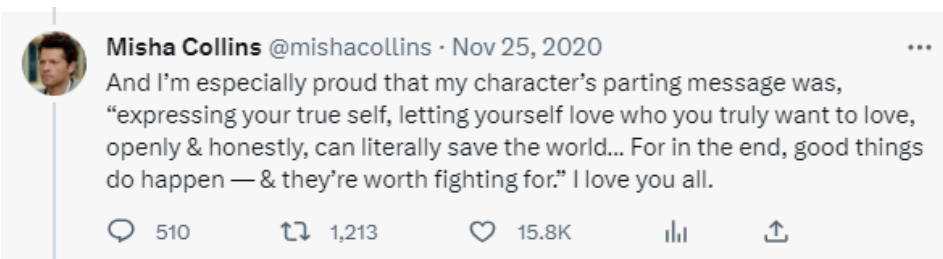 Misha Collins @mishacollins · Nov 25, 2020
And I’m especially proud that my character’s parting message was,
“expressing your true self, letting yourself love who you truly want to love,
openly & honestly, can literally save the world... For in the end, good things
do happen — & they’re worth fighting for.” I love you all.
510 1,213 15.8K